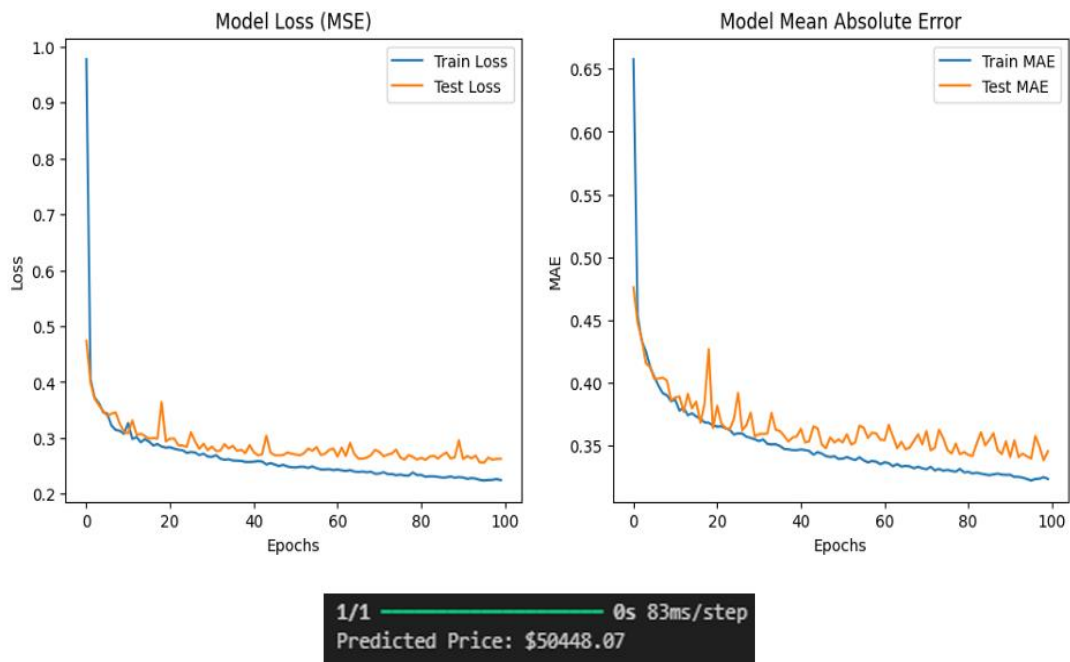 Model Loss (MSE)
Train Loss
Test Loss
1.0
0.9
0.8
0.7
0.6
0.5
0.4
0.3
0.2
Loss
0 20 40 60 80 100
Epochs
Model Mean Absolute Error
Train MAE
Test MAE
0.65
0.60
0.55
0.50
0.45
0.40
0.35
MAE
0 20 40 60 80 100
Epochs
1/1 0s 83ms/step
Predicted Price: $50448.07